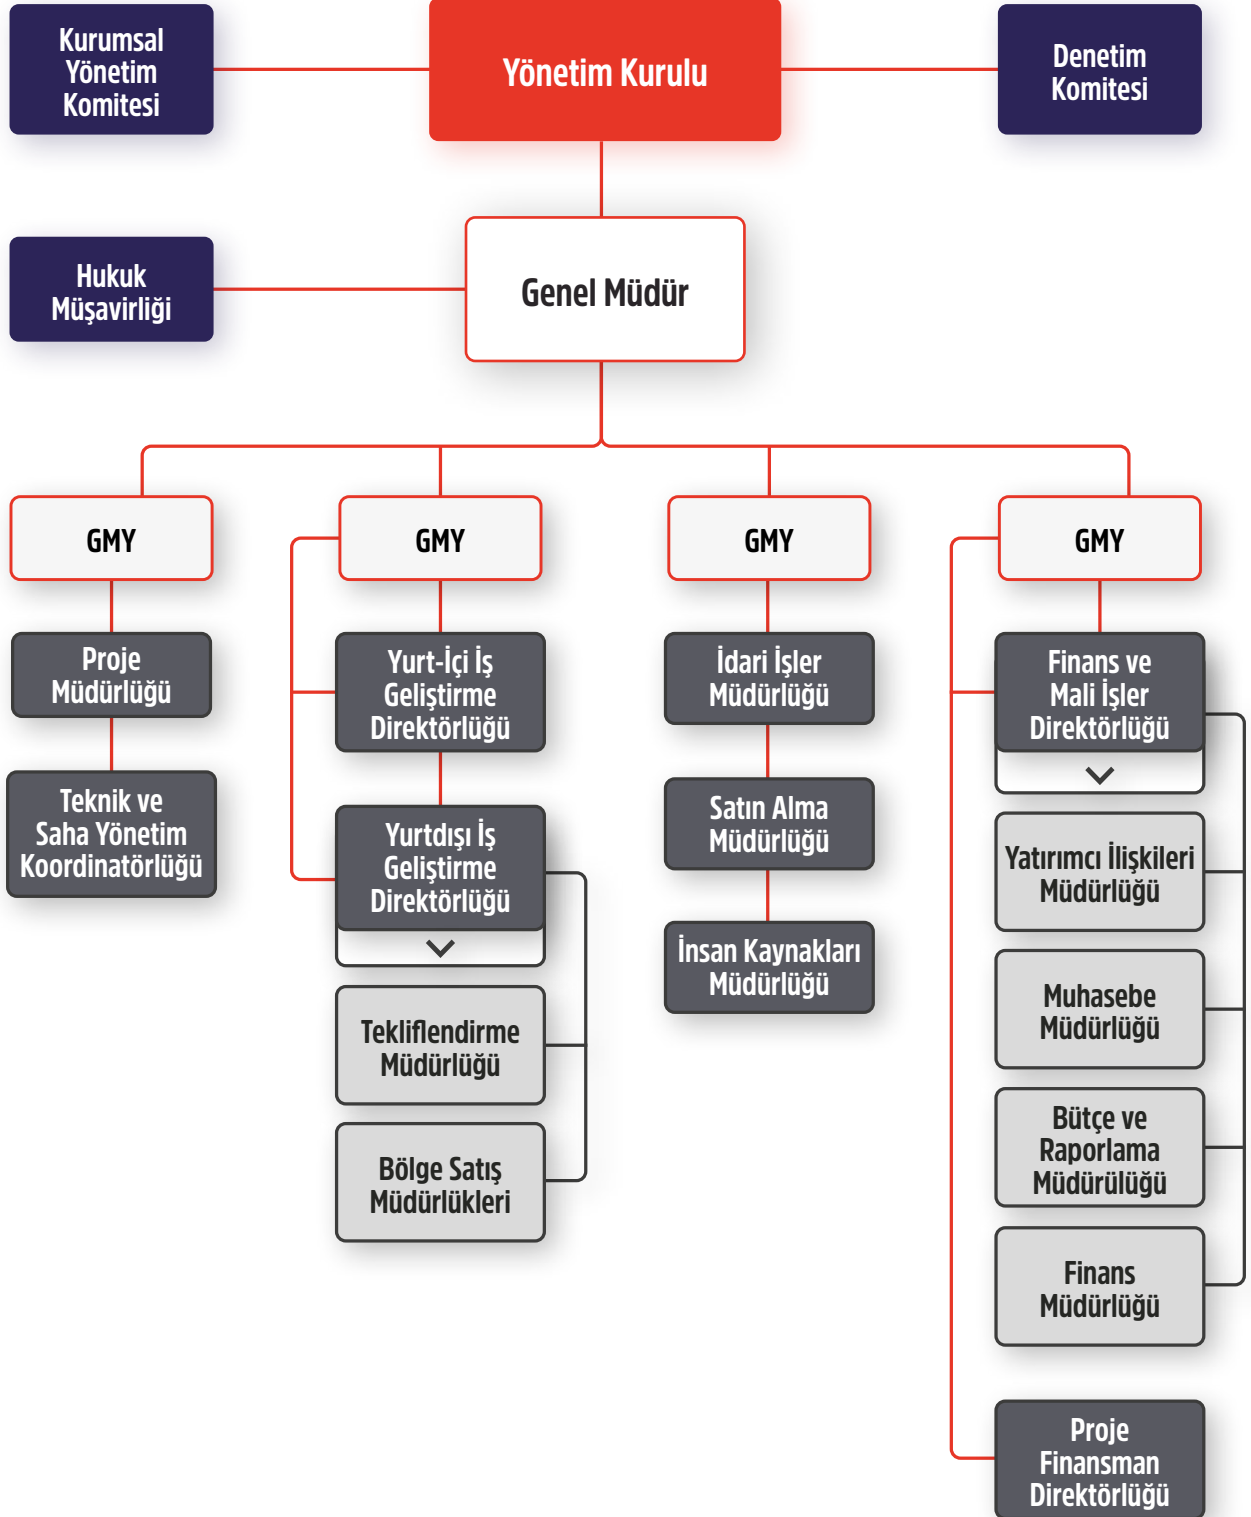 Kurumsal
Yönetim
Komitesi
Yönetim Kurulu
Denetim
Komitesi
Hukuk
Müşavirliği
Genel Müdür
GMY
GMY
GMY
GMY
Proje
Müdürlüğü
Teknik ve
Saha Yönetim
Koordinatörlüğü
Yurt-İçi İş
Geliştirme
Direktörlüğü
Yurtdışı İş
Geliştirme
Direktörlüğü
Tekliflendirme
Müdürlüğü
Bölge Satış
Müdürlükleri
İdari İşler
Müdürlüğü
Satın Alma
Müdürlüğü
İnsan Kaynakları
Müdürlüğü
Finans ve
Mali İşler
Direktörlüğü
Yatırımcı İlişkileri
Müdürlüğü
Muhasebe
Müdürlüğü
Bütçe ve
Raporlama
Müdürülüğü
Finans
Müdürlüğü
Proje
Finansman
Direktörlüğü